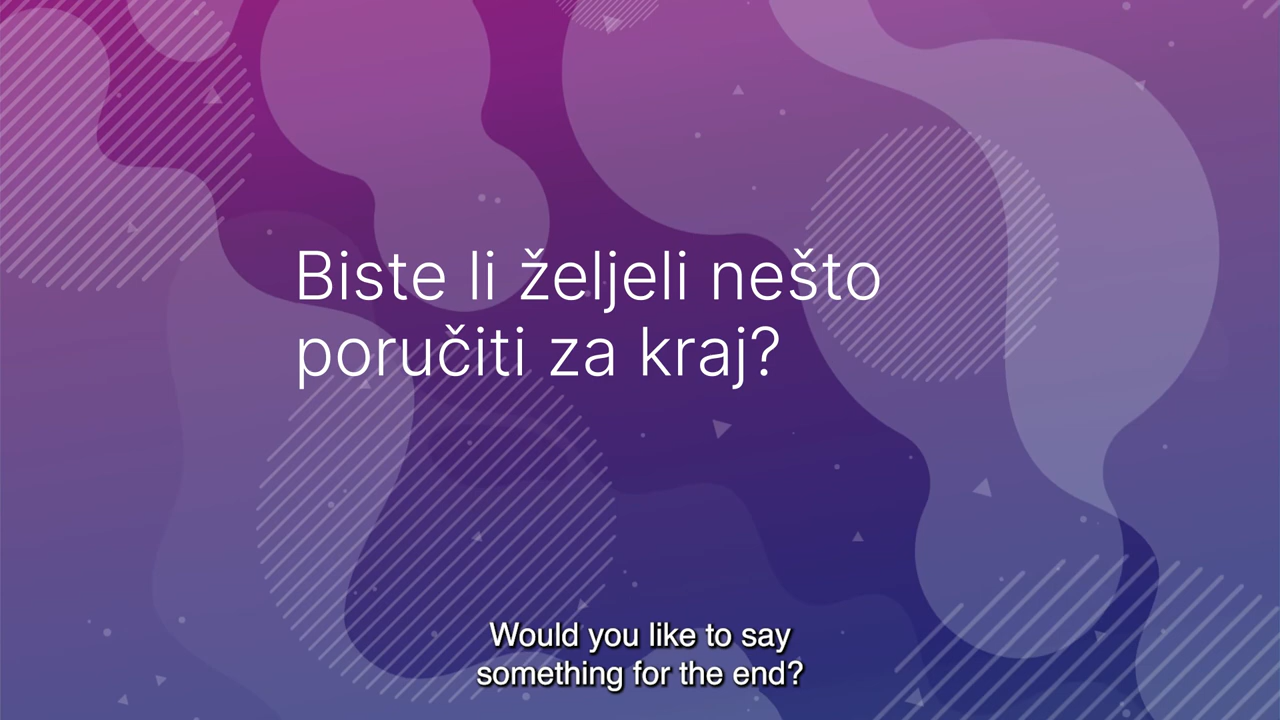 Biste li željeli nešto
poručiti za kraj?
Would you like to say
something for the end?